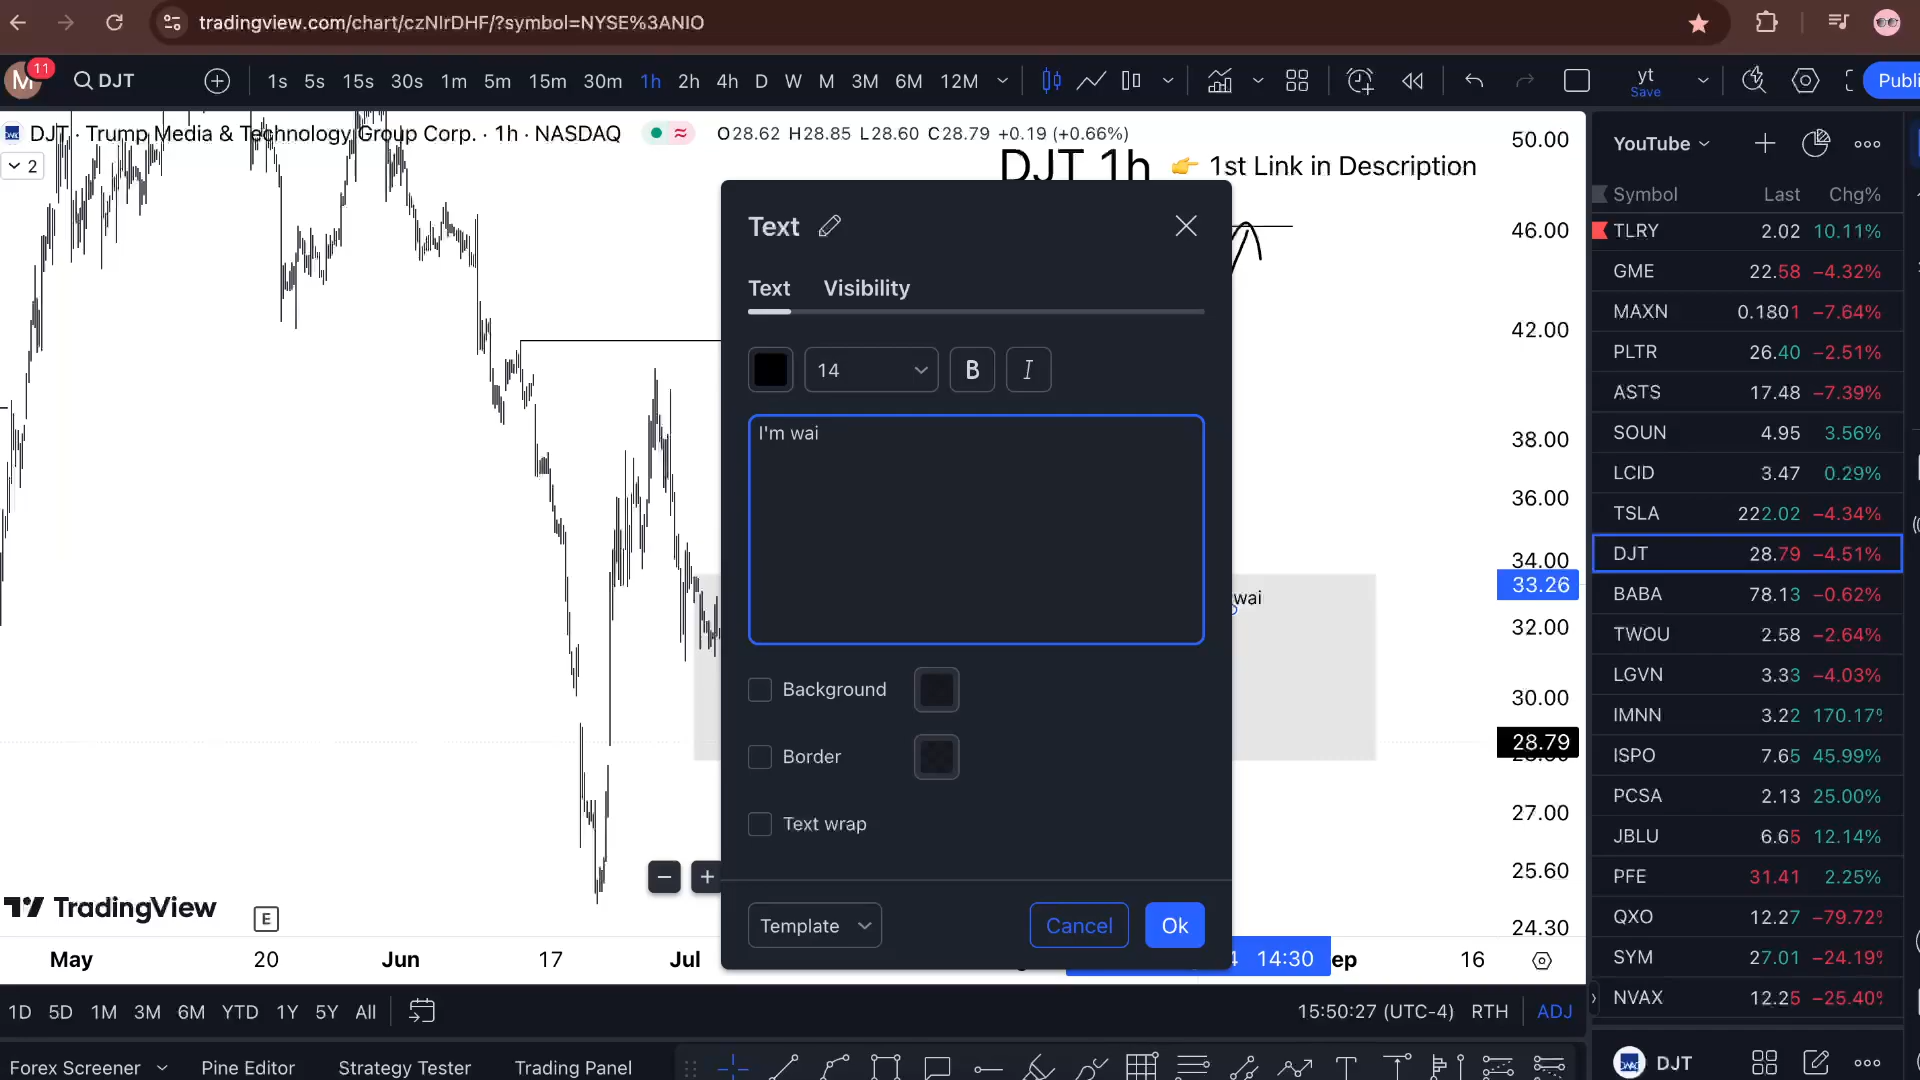 tradingview.com/chart/czNlrDHF/?symbol=NYSE%3ANIO
M 11 DJT 1s 5s 15s 30s 1m 5m 15m 30m 1h 2h 4h D W M 3M 6M 12M yt Save Publi
DJT · Trump Media & Technology Group Corp. · 1h · NASDAQ O28.62 H28.85 L28.60 C28.79 +0.19 (+0.66%)
2
DJT 1h 👉 1st Link in Description
Text
Text Visibility
14 B I
I'm wai
Background
Border
Text wrap
Template Cancel Ok
wai
50.00
46.00
42.00
38.00
36.00
34.00
33.26
32.00
30.00
28.79
27.00
25.60
24.30
TradingView
E
May 20 Jun 17 Jul 4 14:30 ep 16
1D 5D 1M 3M 6M YTD 1Y 5Y All 15:50:27 (UTC-4) RTH ADJ
Forex Screener Pine Editor Strategy Tester Trading Panel
YouTube
Symbol Last Chg%
TLRY 2.02 10.11%
GME 22.58 −4.32%
MAXN 0.1801 −7.64%
PLTR 26.40 −2.51%
ASTS 17.48 −7.39%
SOUN 4.95 3.56%
LCID 3.47 0.29%
TSLA 222.02 −4.34%
DJT 28.79 −4.51%
BABA 78.13 −0.62%
TWOU 2.58 −2.64%
LGVN 3.33 −4.03%
IMNN 3.22 170.17%
ISPO 7.65 45.99%
PCSA 2.13 25.00%
JBLU 6.65 12.14%
PFE 31.41 2.25%
QXO 12.27 −79.72%
SYM 27.01 −24.19%
NVAX 12.25 −25.40%
DJT